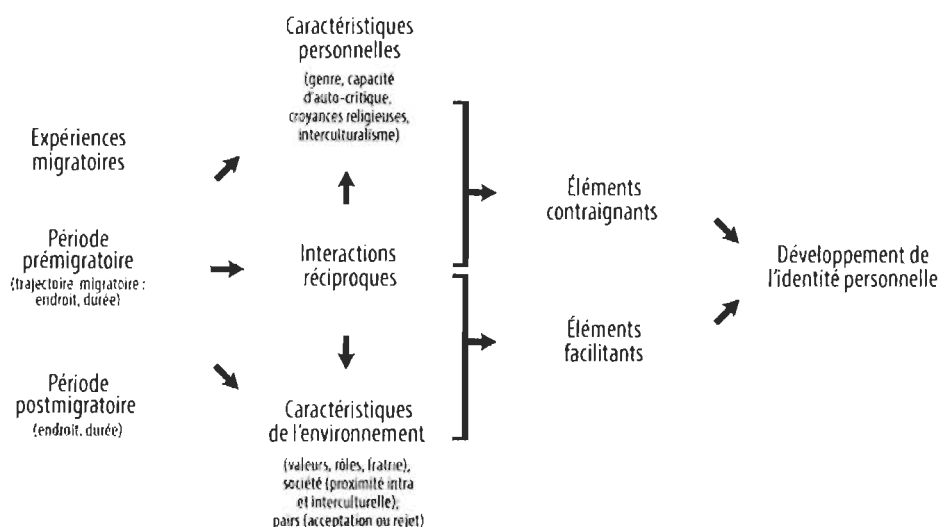 Expériences
migratoires
Période
prémigratoire
(trajectoire migratoire :
endroit, durée)
Période
postmigratoire
(endroit, durée)
Caractéristiques
personnelles
(genre, capacité
d'auto-critique,
croyances religieuses,
interculturalisme)
Interactions
réciproques
Caractéristiques
de l'environnement
(valeurs, rôles, fratrie),
société (proximité intra
et interculturelle),
pairs (acceptation ou rejet)
Éléments
contraignants
Éléments
facilitants
Développement de
l'identité personnelle